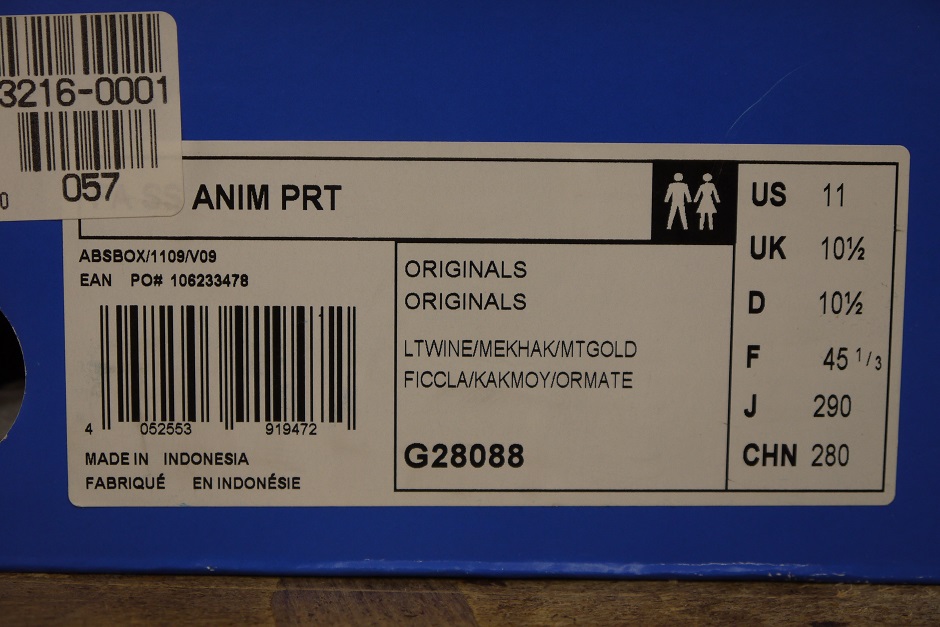 3216-0001
057
0
ANIM PRT
ABSBOX/1109/V09
EAN PO# 106233478
4 052553 919472
MADE IN INDONESIA
FABRIQUÉ EN INDONÉSIE
ORIGINALS
ORIGINALS
LTWINE/MEKHAK/MTGOLD
FICCLA/KAKMOY/ORMATE
G28088
US 11
UK 10½
D 10½
F 45 1/3
J 290
CHN 280